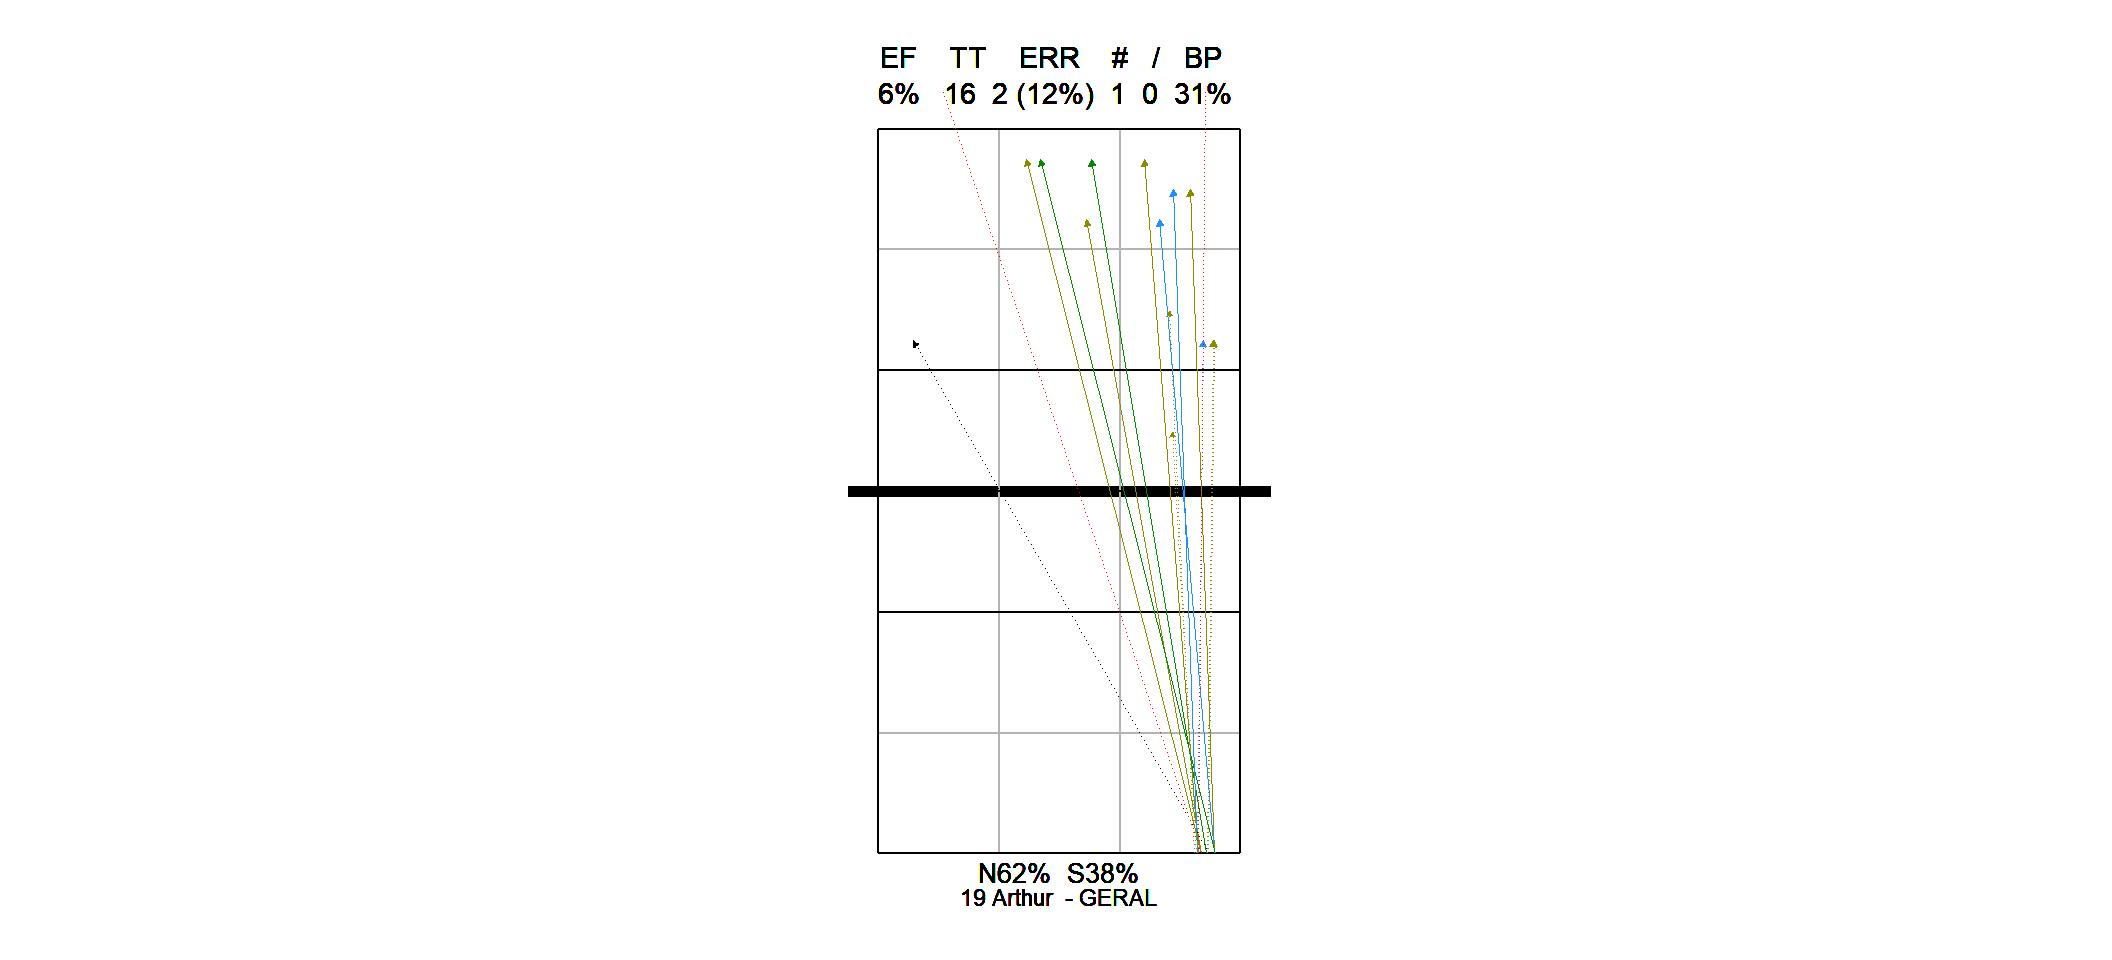 EF TT ERR # / BP
6% 16 2 (12%) 1 0 31%
N62% S38%
19 Arthur - GERAL